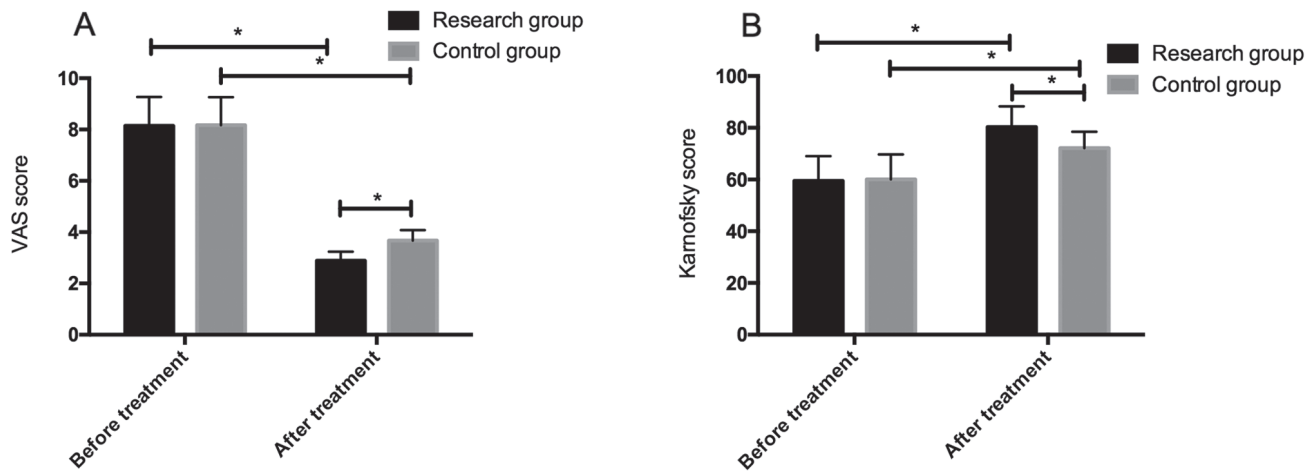 A
Research group
Control group
*
*
*
VAS score
10
8
6
4
2
0
Before treatment
After treatment
B
Research group
Control group
*
*
*
Karnofsky score
100
80
60
40
20
0
Before treatment
After treatment